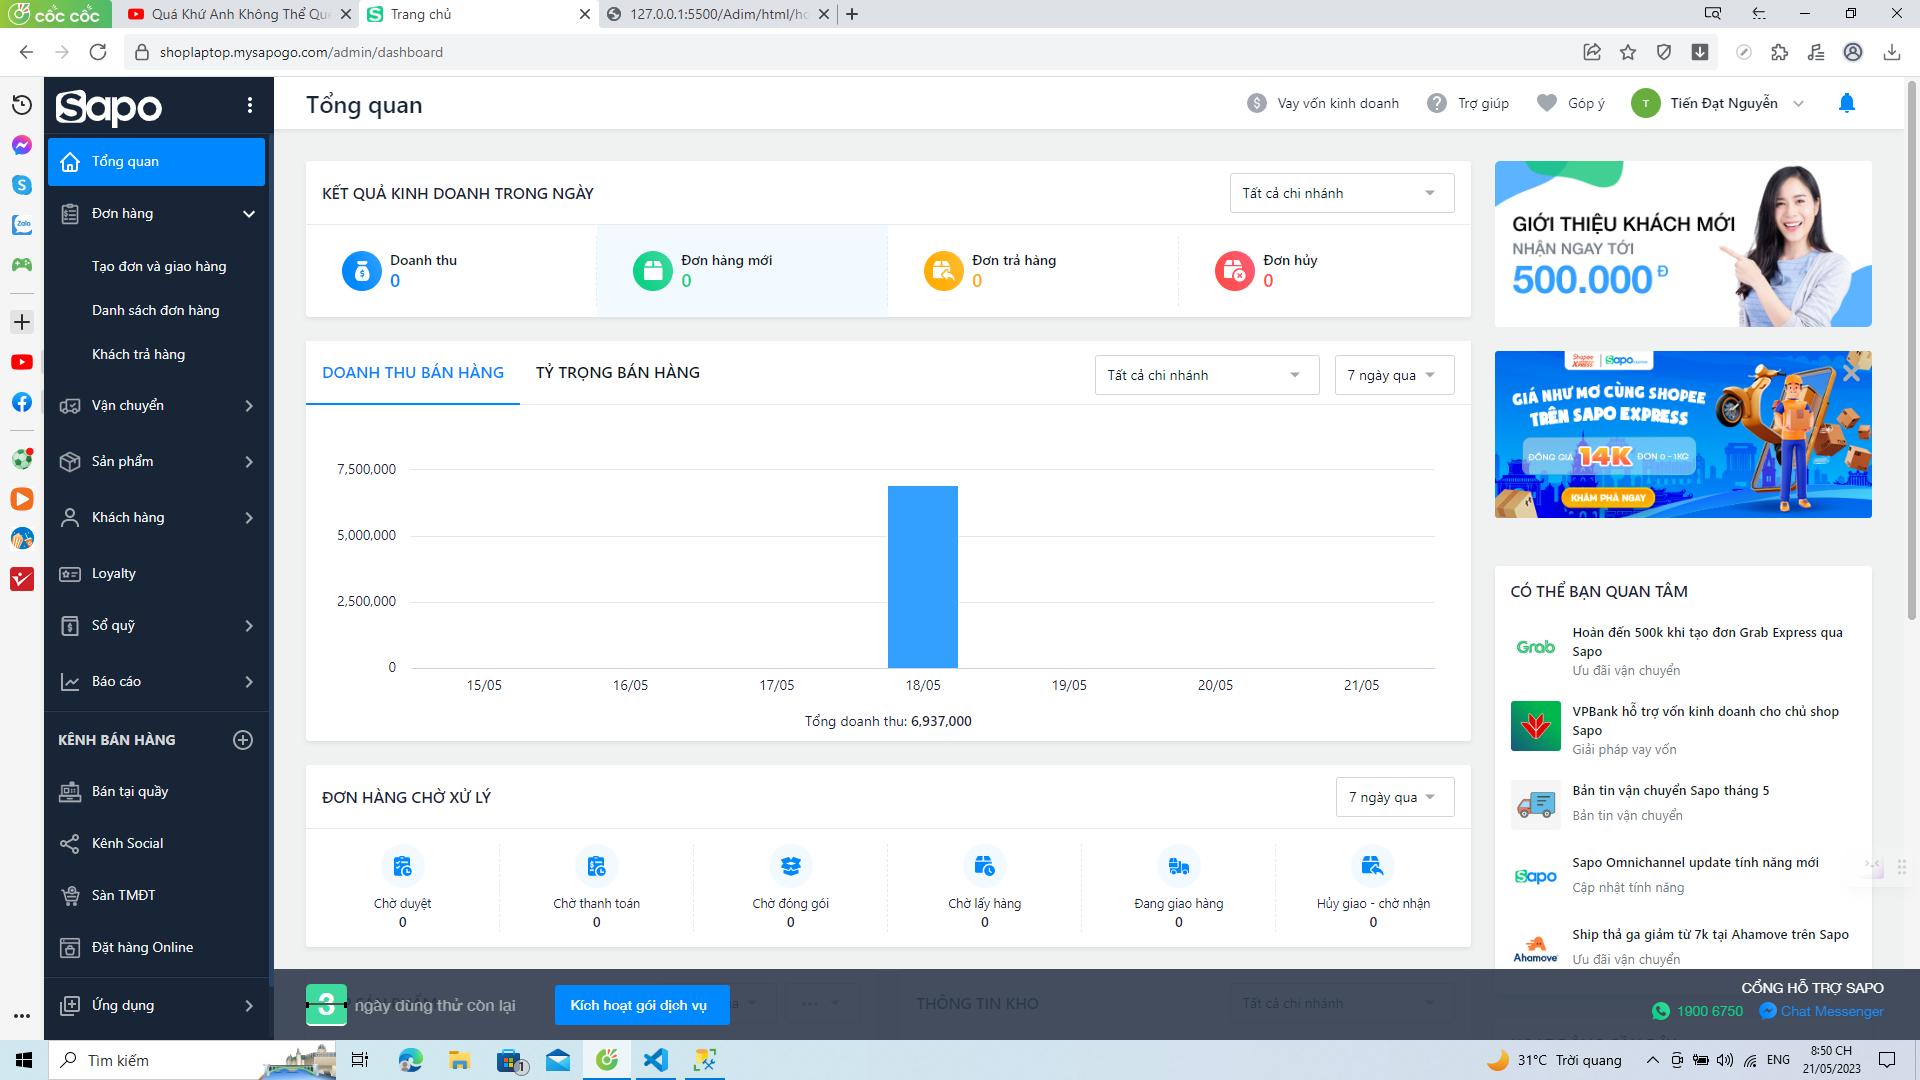 cốc cốc
Quá Khứ Anh Không Thể Qu
Trang chủ
127.0.0.1:5500/Adim/html/ho
shoplaptop.mysapogo.com/admin/dashboard
Sapo
Tổng quan
Đơn hàng
Tạo đơn và giao hàng
Danh sách đơn hàng
Khách trả hàng
Vận chuyển
Sản phẩm
Khách hàng
Loyalty
Sổ quỹ
Báo cáo
KÊNH BÁN HÀNG
Bán tại quầy
Kênh Social
Sàn TMĐT
Đặt hàng Online
Ứng dụng
Tổng quan
Vay vốn kinh doanh
Trợ giúp
Góp ý
T
Tiến Đạt Nguyễn
KẾT QUẢ KINH DOANH TRONG NGÀY
Tất cả chi nhánh
Doanh thu
0
Đơn hàng mới
0
Đơn trả hàng
0
Đơn hủy
0
DOANH THU BÁN HÀNG
TỶ TRỌNG BÁN HÀNG
Tất cả chi nhánh
7 ngày qua
7,500,000
5,000,000
2,500,000
0
15/05
16/05
17/05
18/05
19/05
20/05
21/05
Tổng doanh thu: 6,937,000
ĐƠN HÀNG CHỜ XỬ LÝ
7 ngày qua
Chờ duyệt
0
Chờ thanh toán
0
Chờ đóng gói
0
Chờ lấy hàng
0
Đang giao hàng
0
Hủy giao - chờ nhận
0
GIỚI THIỆU KHÁCH MỚI
NHẬN NGAY TỚI
500.000 Đ
Shopee XPRESS
Sapo
GIÁ NHƯ MƠ CÙNG SHOPEE
TRÊN SAPO EXPRESS
ĐỒNG GIÁ 14K ĐƠN 0 - 1KG
KHÁM PHÁ NGAY
CÓ THỂ BẠN QUAN TÂM
Grab
Hoàn đến 500k khi tạo đơn Grab Express qua
Sapo
Ưu đãi vận chuyển
VPBank hỗ trợ vốn kinh doanh cho chủ shop
Sapo
Giải pháp vay vốn
Bản tin vận chuyển Sapo tháng 5
Bản tin vận chuyển
Sapo
Sapo Omnichannel update tính năng mới
Cập nhật tính năng
Ahamove
Ship thả ga giảm từ 7k tại Ahamove trên Sapo
Ưu đãi vận chuyển
3
ngày dùng thử còn lại
Kích hoạt gói dịch vụ
THÔNG TIN KHO
Tất cả chi nhánh
CỔNG HỖ TRỢ SAPO
1900 6750
Chat Messenger
Tìm kiếm
1
31°C Trời quang
ENG
8:50 CH
21/05/2023